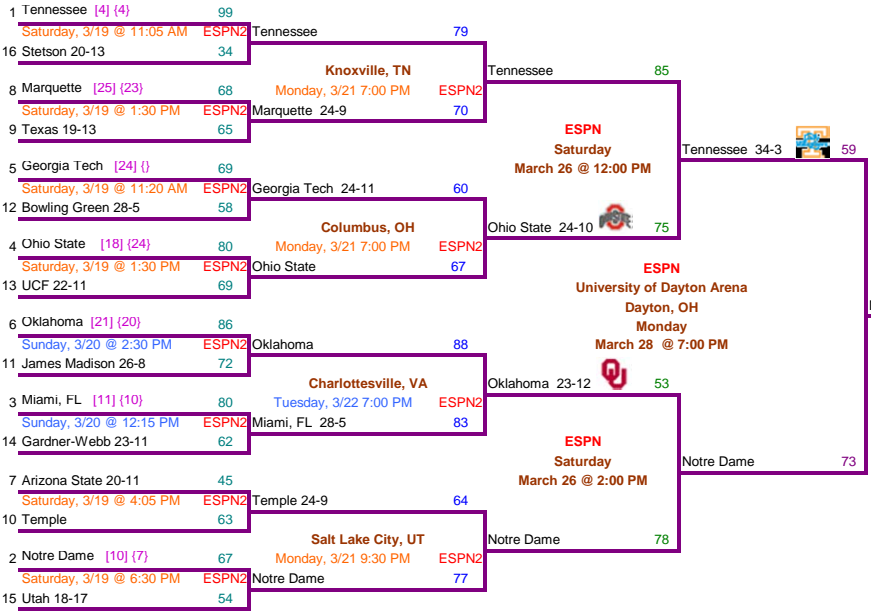 1 Tennessee [4] {4} 99
Saturday, 3/19 @ 11:05 AM ESPN2 Tennessee 79
16 Stetson 20-13 34
Knoxville, TN Tennessee 85
8 Marquette [25] {23} 68 Monday, 3/21 7:00 PM ESPN2
Saturday, 3/19 @ 1:30 PM ESPN2 Marquette 24-9 70
9 Texas 19-13 65 ESPN
Saturday Tennessee 34-3 59
5 Georgia Tech [24] {} 69 March 26 @ 12:00 PM
Saturday, 3/19 @ 11:20 AM ESPN2 Georgia Tech 24-11 60
12 Bowling Green 28-5 58
Columbus, OH Ohio State 24-10 75
4 Ohio State [18] {24} 80 Monday, 3/21 7:00 PM ESPN2
Saturday, 3/19 @ 1:30 PM ESPN2 Ohio State 67 ESPN
13 UCF 22-11 69 University of Dayton Arena
Dayton, OH
6 Oklahoma [21] {20} 86 Monday
Sunday, 3/20 @ 2:30 PM ESPN2 Oklahoma 88 March 28 @ 7:00 PM
11 James Madison 26-8 72
Charlottesville, VA Oklahoma 23-12 53
3 Miami, FL [11] {10} 80 Tuesday, 3/22 7:00 PM ESPN2
Sunday, 3/20 @ 12:15 PM ESPN2 Miami, FL 28-5 83
14 Gardner-Webb 23-11 62 ESPN
Saturday Notre Dame 73
7 Arizona State 20-11 45 March 26 @ 2:00 PM
Saturday, 3/19 @ 4:05 PM ESPN2 Temple 24-9 64
10 Temple 63
Salt Lake City, UT Notre Dame 78
2 Notre Dame [10] {7} 67 Monday, 3/21 9:30 PM ESPN2
Saturday, 3/19 @ 6:30 PM ESPN2 Notre Dame 77
15 Utah 18-17 54